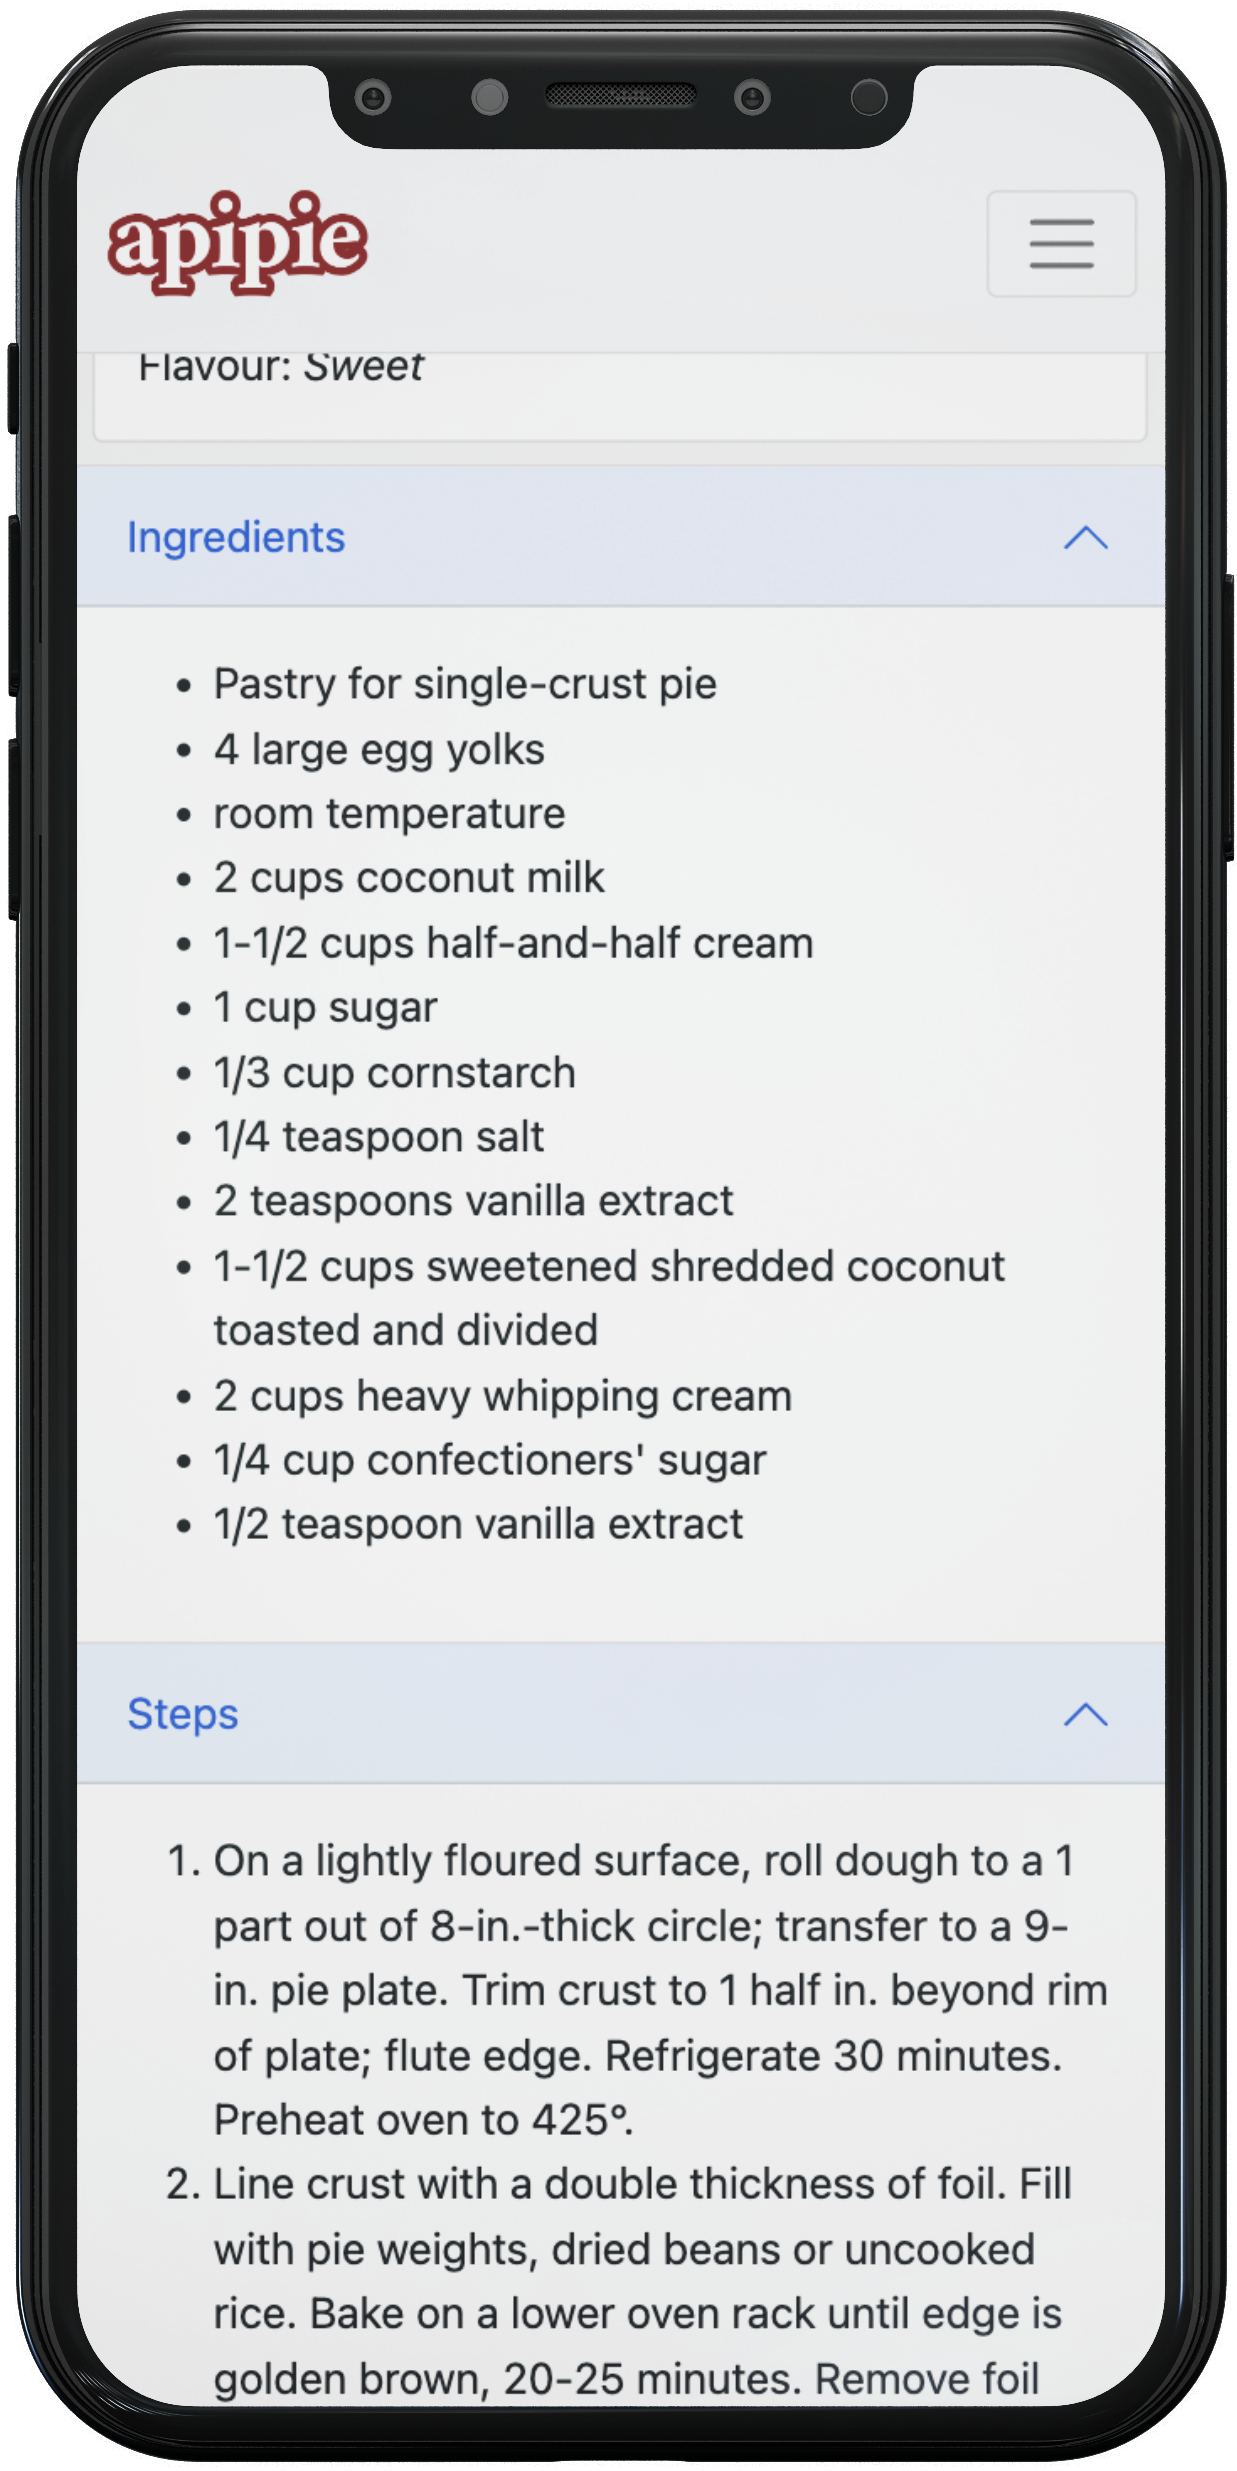 apipie
Flavour: Sweet
Ingredients
• Pastry for single-crust pie
• 4 large egg yolks
• room temperature
• 2 cups coconut milk
• 1-1/2 cups half-and-half cream
• 1 cup sugar
• 1/3 cup cornstarch
• 1/4 teaspoon salt
• 2 teaspoons vanilla extract
• 1-1/2 cups sweetened shredded coconut
toasted and divided
• 2 cups heavy whipping cream
• 1/4 cup confectioners' sugar
• 1/2 teaspoon vanilla extract
Steps
1. On a lightly floured surface, roll dough to a 1
part out of 8-in.-thick circle; transfer to a 9-
in. pie plate. Trim crust to 1 half in. beyond rim
of plate; flute edge. Refrigerate 30 minutes.
Preheat oven to 425°.
2. Line crust with a double thickness of foil. Fill
with pie weights, dried beans or uncooked
rice. Bake on a lower oven rack until edge is
golden brown, 20-25 minutes. Remove foil